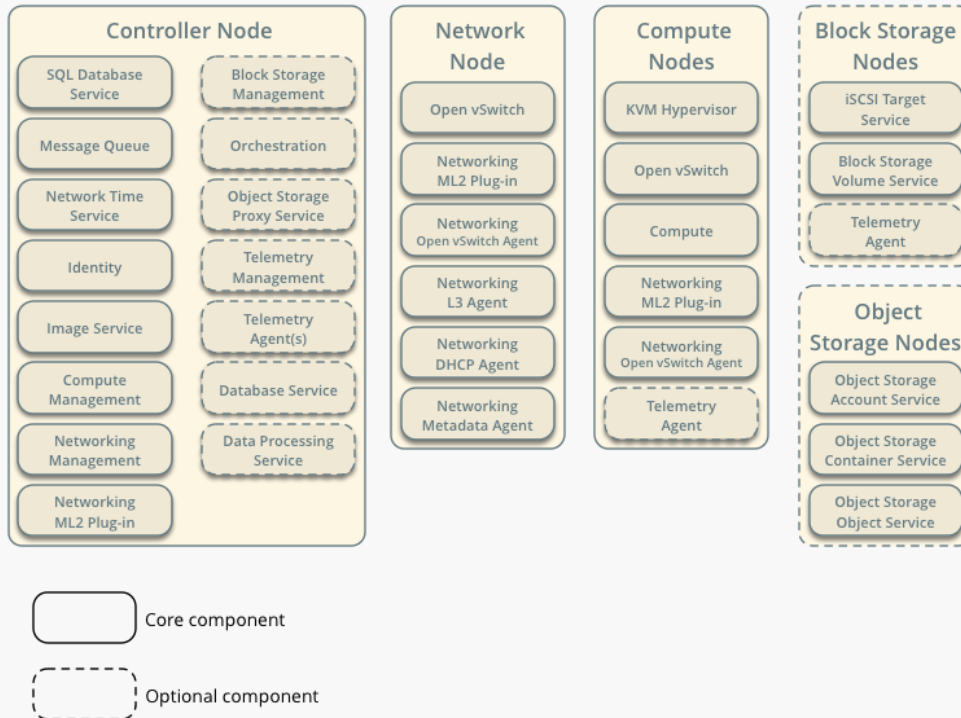 Controller Node
SQL Database
Service
Message Queue
Network Time
Service
Identity
Image Service
Compute
Management
Networking
Management
Networking
ML2 Plug-in
Block Storage
Management
Orchestration
Object Storage
Proxy Service
Telemetry
Management
Telemetry
Agent(s)
Database Service
Data Processing
Service
Network
Node
Open vSwitch
Networking
ML2 Plug-in
Networking
Open vSwitch Agent
Networking
L3 Agent
Networking
DHCP Agent
Networking
Metadata Agent
Compute
Nodes
KVM Hypervisor
Open vSwitch
Compute
Networking
ML2 Plug-in
Networking
Open vSwitch Agent
Telemetry
Agent
Block Storage
Nodes
iSCSI Target
Service
Block Storage
Volume Service
Telemetry
Agent
Object
Storage Nodes
Object Storage
Account Service
Object Storage
Container Service
Object Storage
Object Service
Core component
Optional component